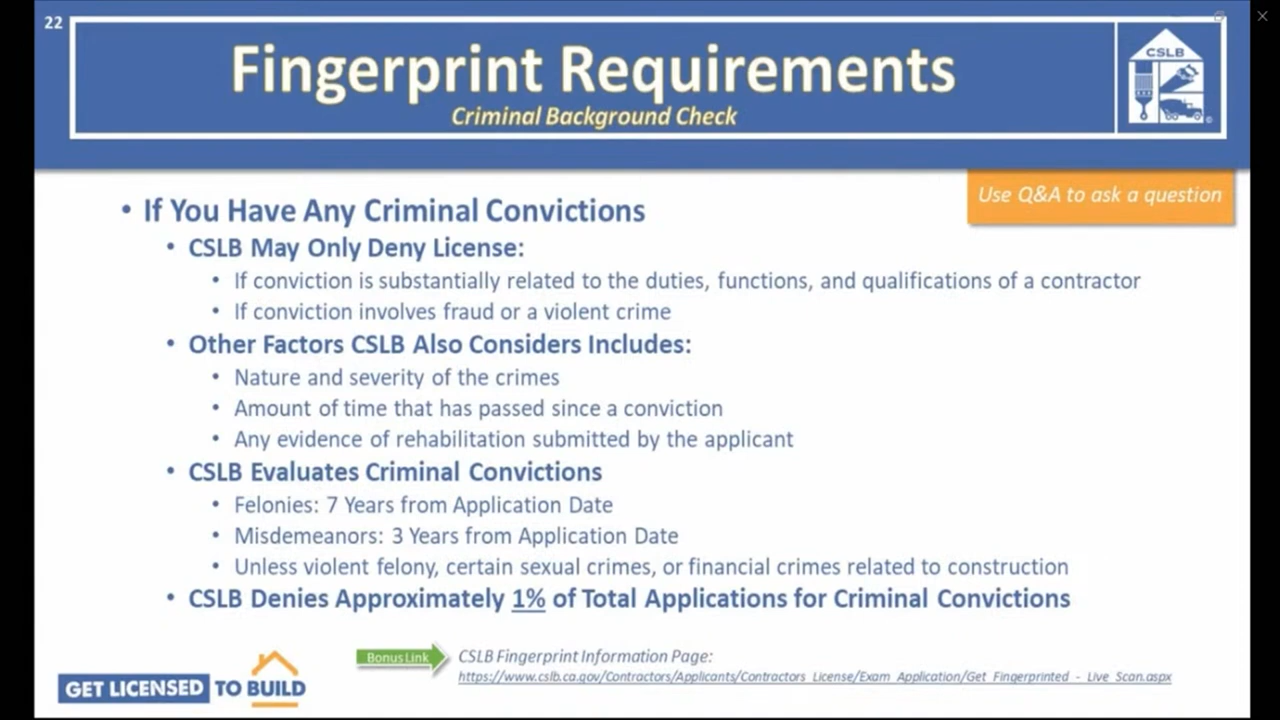 22
Fingerprint Requirements
Criminal Background Check
CSLB
Use Q&A to ask a question
• If You Have Any Criminal Convictions
• CSLB May Only Deny License:
• If conviction is substantially related to the duties, functions, and qualifications of a contractor
• If conviction involves fraud or a violent crime
• Other Factors CSLB Also Considers Includes:
• Nature and severity of the crimes
• Amount of time that has passed since a conviction
• Any evidence of rehabilitation submitted by the applicant
• CSLB Evaluates Criminal Convictions
• Felonies: 7 Years from Application Date
• Misdemeanors: 3 Years from Application Date
• Unless violent felony, certain sexual crimes, or financial crimes related to construction
• CSLB Denies Approximately 1% of Total Applications for Criminal Convictions
Bonus Link
CSLB Fingerprint Information Page:
https://www.cslb.ca.gov/Contractors/Applicants/Contractors_License/Exam_Application/Get_Fingerprinted_-_Live_Scan.aspx
GET LICENSED TO BUILD